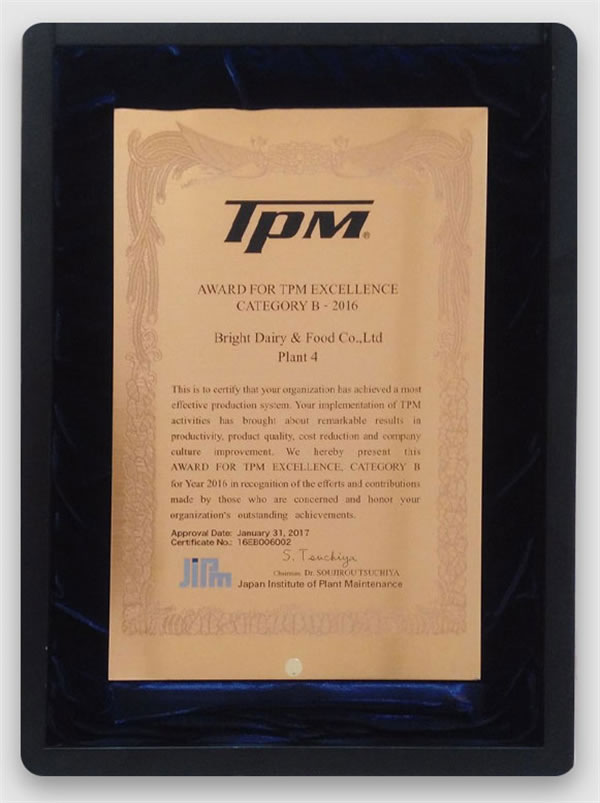 TPM®
AWARD FOR TPM EXCELLENCE
CATEGORY B - 2016
Bright Dairy & Food Co.,Ltd
Plant 4
This is to certify that your organization has achieved a most
effective production system. Your implementation of TPM
activities has brought about remarkable results in
productivity, product quality, cost reduction and company
culture improvement. We hereby present this
AWARD FOR TPM EXCELLENCE, CATEGORY B
for Year 2016 in recognition of the efforts and contributions
made by those who are concerned and honor your
organization's outstanding achievements.
Approval Date: January 31, 2017
Certificate No.: 16EB006002
S. Tsuchiya
Chairman Dr. SOUJIROU TSUCHIYA
JIPM
Japan Institute of Plant Maintenance